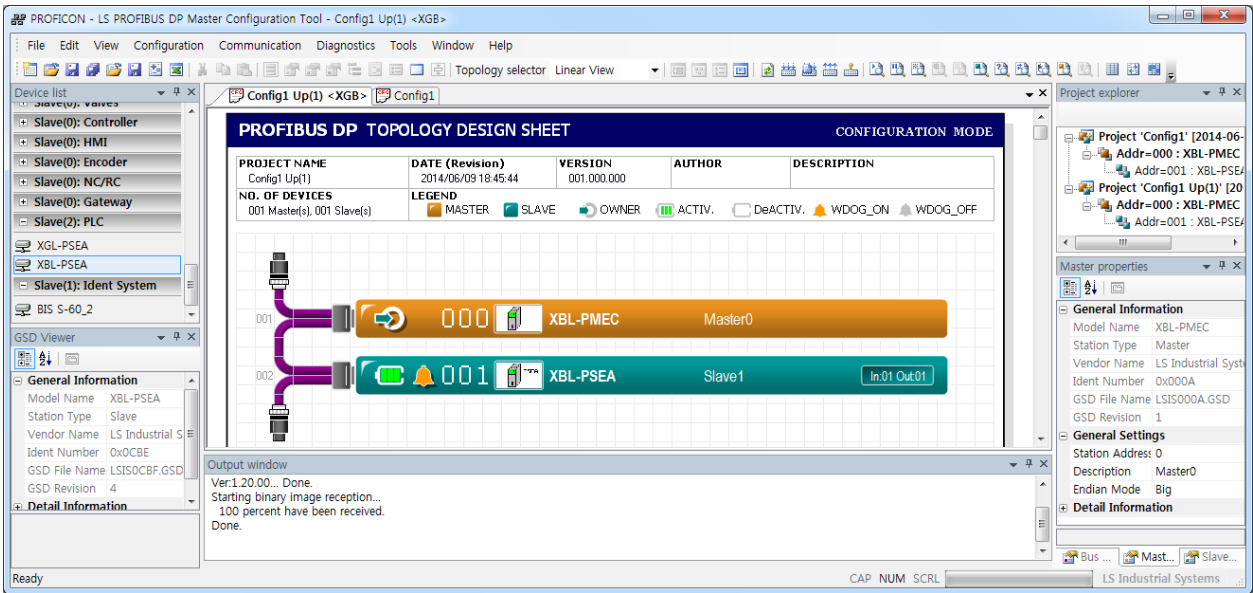 PROFICON - LS PROFIBUS DP Master Configuration Tool - Config1 Up(1) <XGB>
File Edit View Configuration Communication Diagnostics Tools Window Help
Topology selector Linear View
Device list
Slave(0): Valves
Slave(0): Controller
Slave(0): HMI
Slave(0): Encoder
Slave(0): NC/RC
Slave(0): Gateway
Slave(2): PLC
XGL-PSEA
XBL-PSEA
Slave(1): Ident System
BIS S-60_2
GSD Viewer
General Information
Model Name XBL-PSEA
Station Type Slave
Vendor Name LS Industrial S
Ident Number 0x0CBE
GSD File Name LSIS0CBF.GSD
GSD Revision 4
Detail Information
Config1 Up(1) <XGB> Config1
PROFIBUS DP TOPOLOGY DESIGN SHEET CONFIGURATION MODE
PROJECT NAME DATE (Revision) VERSION AUTHOR DESCRIPTION
Config1 Up(1) 2014/06/09 18:45:44 001.000.000
NO. OF DEVICES LEGEND
001 Master(s), 001 Slave(s) MASTER SLAVE OWNER ACTIV. DeACTIV. WDOG_ON WDOG_OFF
001 000 XBL-PMEC Master0
002 001 XBL-PSEA Slave1 In:01 Out:01
Output window
Ver:1.20.00... Done.
Starting binary image reception...
100 percent have been received.
Done.
Project explorer
Project 'Config1' [2014-06-
Addr=000 : XBL-PMEC
Addr=001 : XBL-PSEA
Project 'Config1 Up(1)' [20
Addr=000 : XBL-PMEC
Addr=001 : XBL-PSEA
Master properties
General Information
Model Name XBL-PMEC
Station Type Master
Vendor Name LS Industrial Syste
Ident Number 0x000A
GSD File Name LSIS000A.GSD
GSD Revision 1
General Settings
Station Address 0
Description Master0
Endian Mode Big
Detail Information
Bus ... Mast... Slave...
Ready CAP NUM SCRL LS Industrial Systems